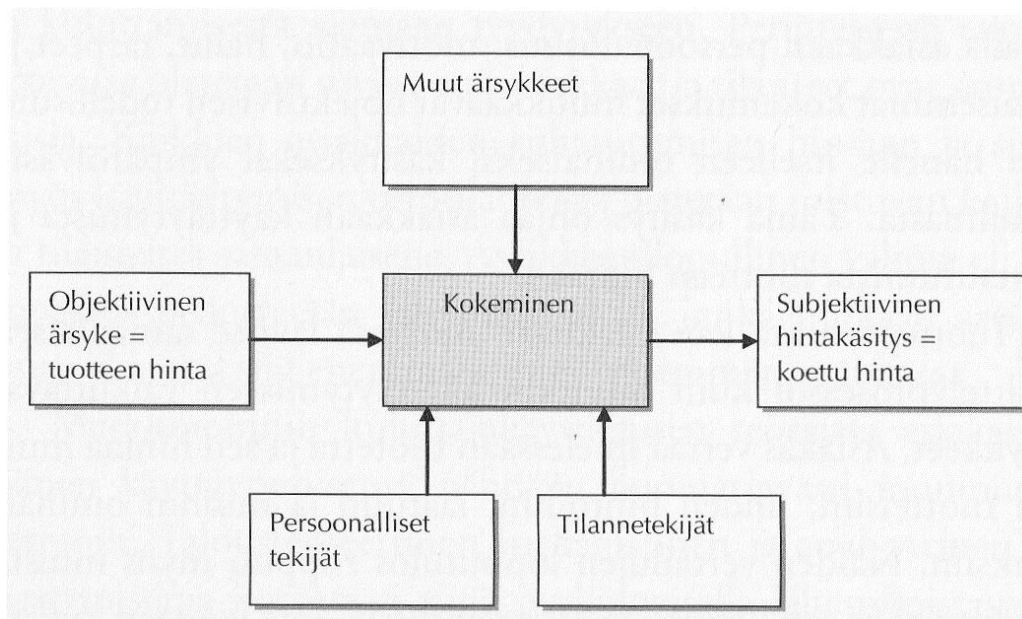 Muut ärsykkeet
Objektiivinen
ärsyke =
tuotteen hinta
Kokeminen
Subjektiivinen
hintakäsitys =
koettu hinta
Persoonalliset
tekijät
Tilannetekijät